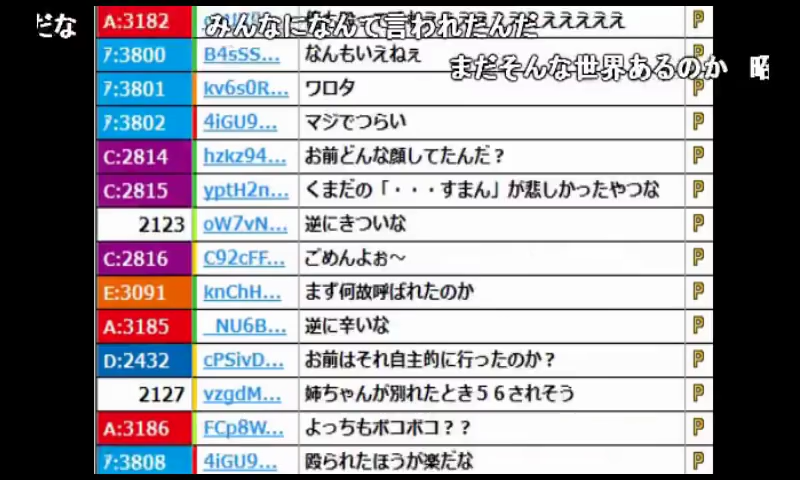 だな
みんなになんて言われたんだ
A:3182 えええええ P
ｱ:3800 B4sSS... なんもいえねぇ P
まだそんな世界あるのか
ｱ:3801 kv6s0R... ワロタ P
ｱ:3802 4iGU9... マジでつらい P
C:2814 hzkz94... お前どんな顔してたんだ？ P
C:2815 yptH2n... くまだの「・・・すまん」が悲しかったやつな P
2123 oW7vN... 逆にきついな P
C:2816 C92cFF... ごめんよぉ～ P
E:3091 knChH... まず何故呼ばれたのか P
A:3185 _NU6B... 逆に辛いな P
D:2432 cPSivD... お前はそれ自主的に行ったのか？ P
2127 vzgdM... 姉ちゃんが別れたとき５６されそう P
A:3186 FCp8W... よっちもボコボコ？？ P
ｱ:3808 4iGU9... 殴られたほうが楽だな P